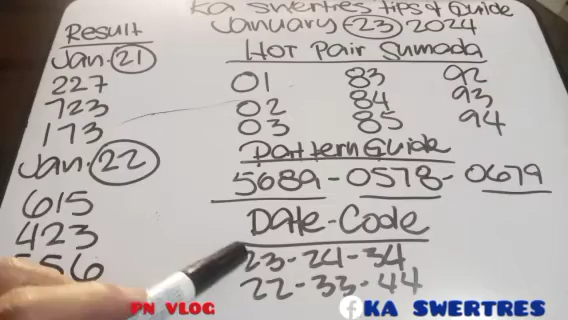 KA SWERTRES TIPS & GUIDE
January 23 2024
Result
Jan. 21
227
723
173
Jan. 22
615
423
556
Hot Pair Sumada
01 83 92
02 84 93
03 85 94
Pattern Guide
5689-0578-0679
Date-Code
23-24-34
22-33-44
PN VLOG
KA SWERTRES